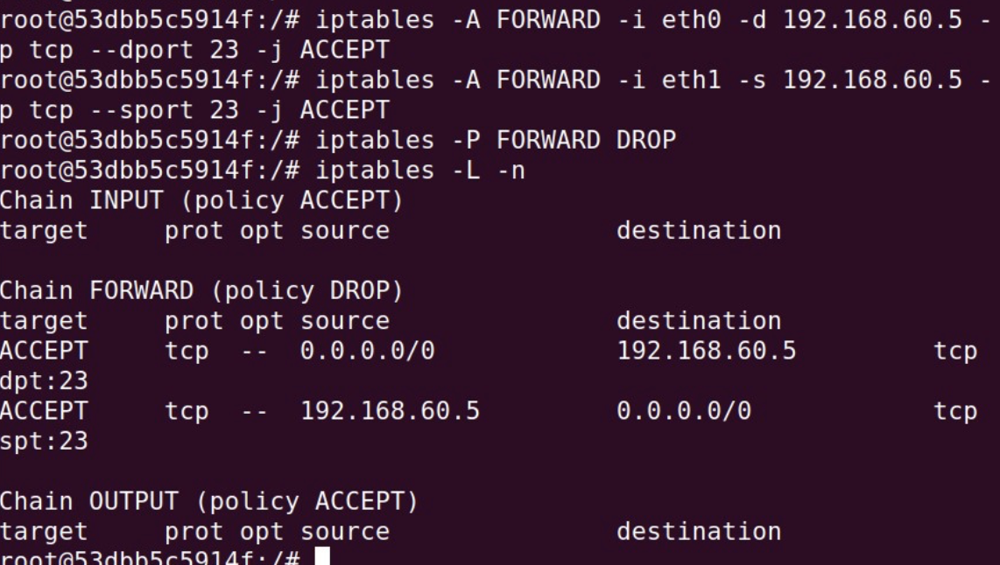 root@53dbb5c5914f:/# iptables -A FORWARD -i eth0 -d 192.168.60.5 -
p tcp --dport 23 -j ACCEPT
root@53dbb5c5914f:/# iptables -A FORWARD -i eth1 -s 192.168.60.5 -
p tcp --sport 23 -j ACCEPT
root@53dbb5c5914f:/# iptables -P FORWARD DROP
root@53dbb5c5914f:/# iptables -L -n
Chain INPUT (policy ACCEPT)
target     prot opt source               destination
Chain FORWARD (policy DROP)
target     prot opt source               destination
ACCEPT     tcp  --  0.0.0.0/0            192.168.60.5         tcp
dpt:23
ACCEPT     tcp  --  192.168.60.5         0.0.0.0/0            tcp
spt:23
Chain OUTPUT (policy ACCEPT)
target     prot opt source               destination
root@53dbb5c5914f:/#